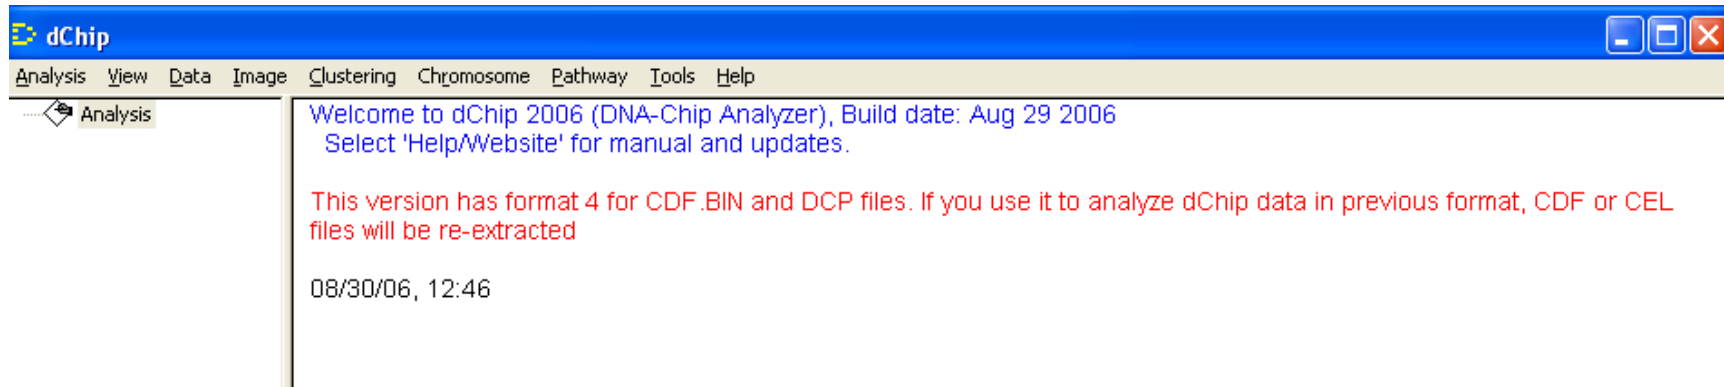 dChip
Analysis View Data Image Clustering Chromosome Pathway Tools Help
Analysis
Welcome to dChip 2006 (DNA-Chip Analyzer), Build date: Aug 29 2006
Select 'Help/Website' for manual and updates.
This version has format 4 for CDF.BIN and DCP files. If you use it to analyze dChip data in previous format, CDF or CEL
files will be re-extracted
08/30/06, 12:46